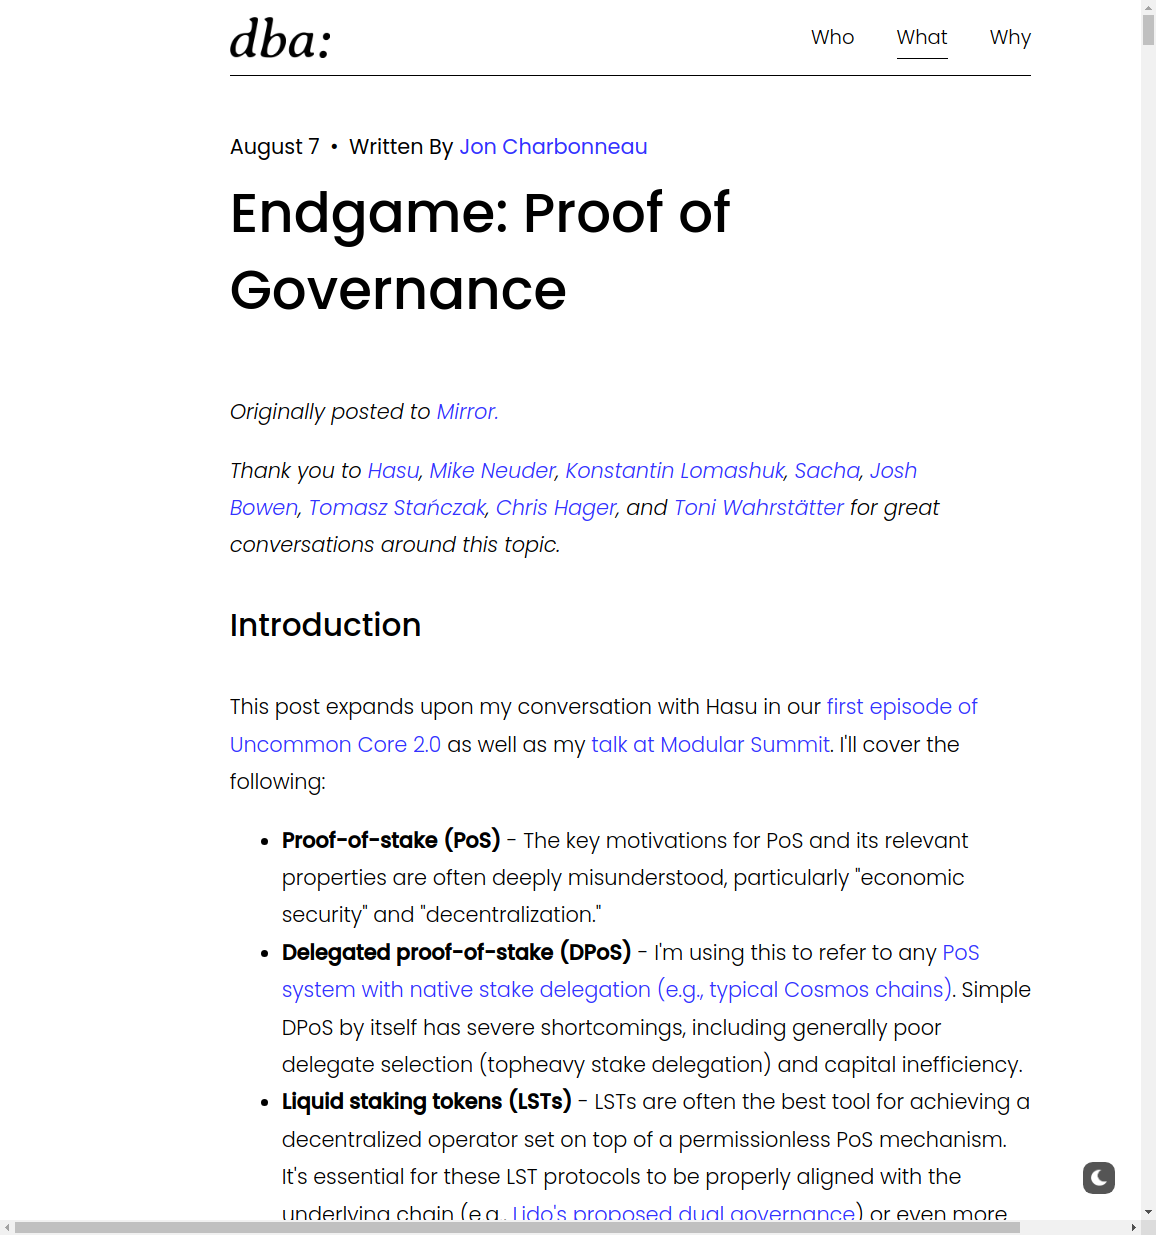 dba:
Who What Why
August 7 • Written By Jon Charbonneau
Endgame: Proof of
Governance
Originally posted to Mirror.
Thank you to Hasu, Mike Neuder, Konstantin Lomashuk, Sacha, Josh
Bowen, Tomasz Stańczak, Chris Hager, and Toni Wahrstätter for great
conversations around this topic.
Introduction
This post expands upon my conversation with Hasu in our first episode of
Uncommon Core 2.0 as well as my talk at Modular Summit. I'll cover the
following:
• Proof-of-stake (PoS) - The key motivations for PoS and its relevant
properties are often deeply misunderstood, particularly "economic
security" and "decentralization."
• Delegated proof-of-stake (DPoS) - I'm using this to refer to any PoS
system with native stake delegation (e.g., typical Cosmos chains). Simple
DPoS by itself has severe shortcomings, including generally poor
delegate selection (topheavy stake delegation) and capital inefficiency.
• Liquid staking tokens (LSTs) - LSTs are often the best tool for achieving a
decentralized operator set on top of a permissionless PoS mechanism.
It's essential for these LST protocols to be properly aligned with the
underlying chain (e.g., Lido's proposed dual governance) or even more